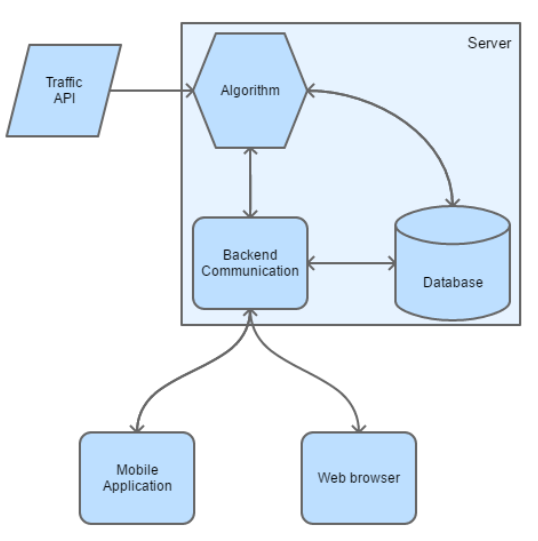 Server
Traffic
API
Algorithm
Backend
Communication
Database
Mobile
Application
Web browser